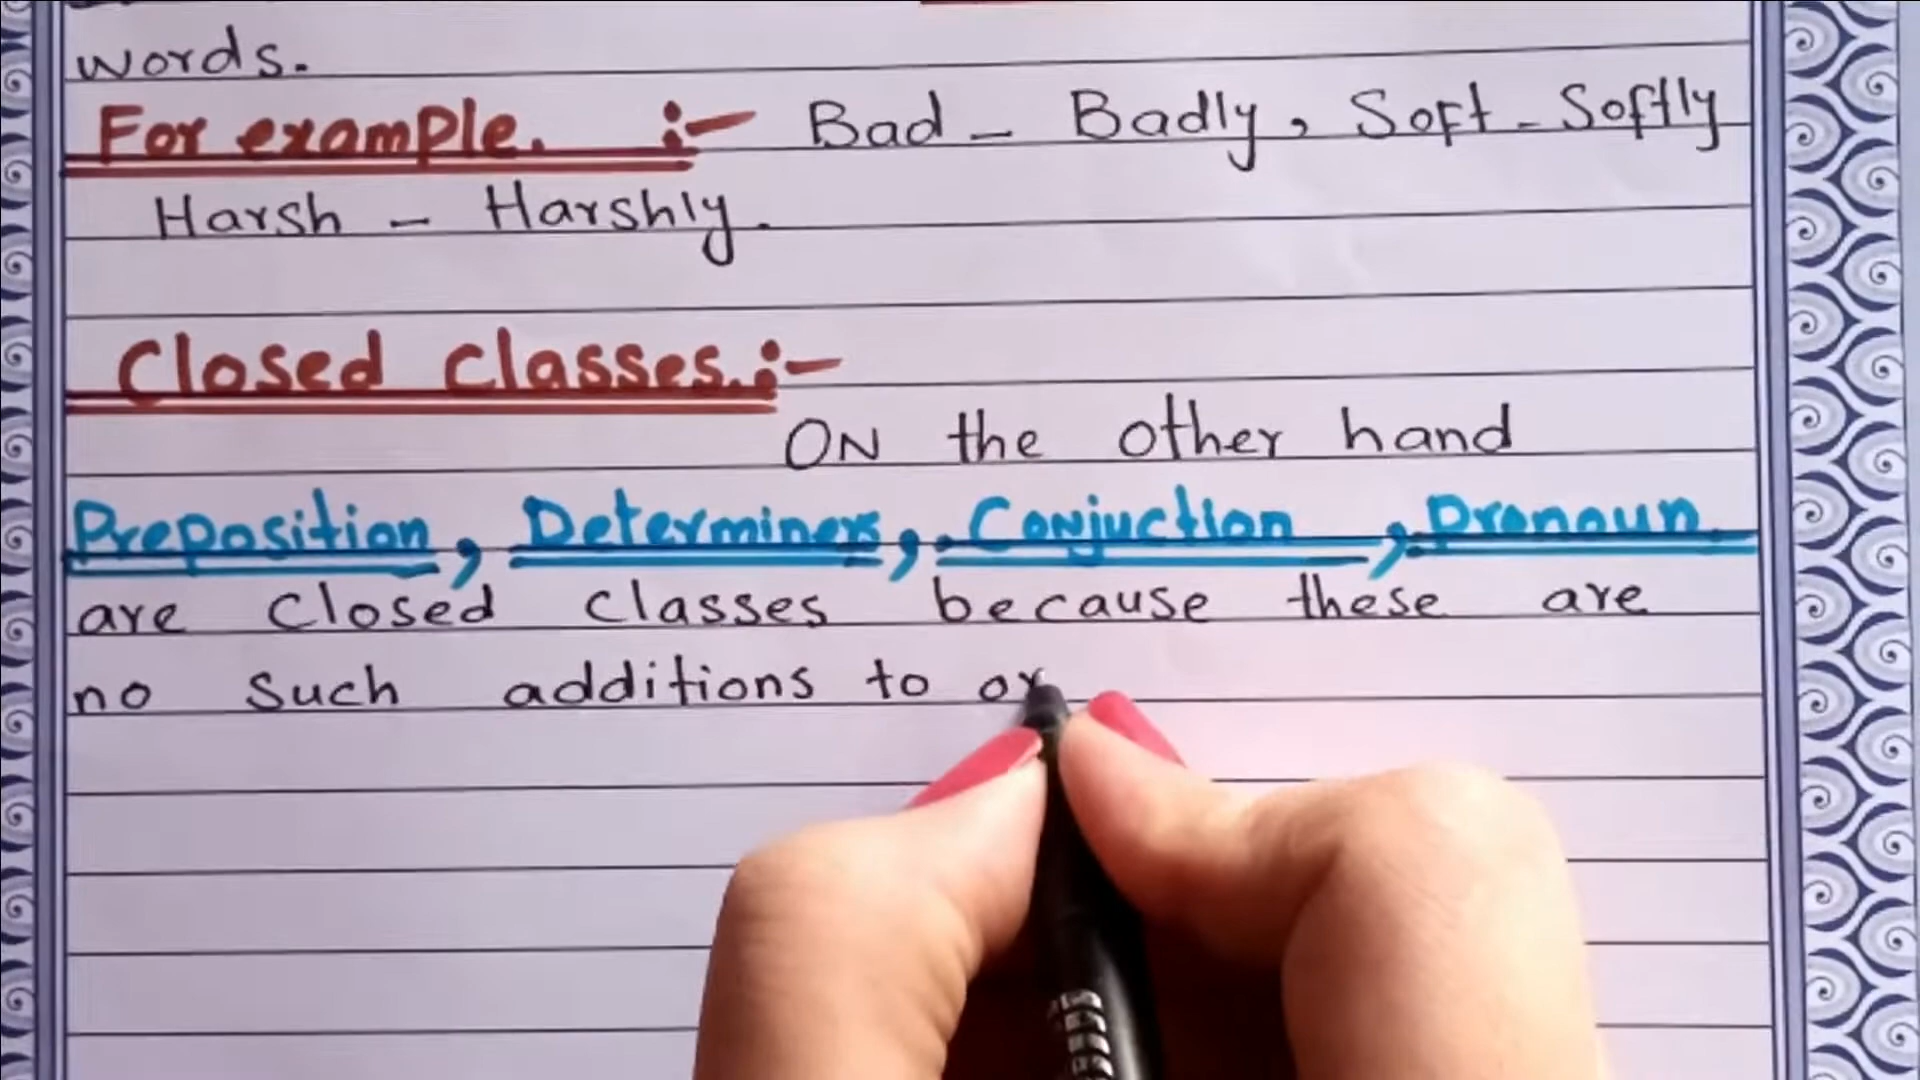 words.
For example. :- Bad - Badly, Soft - Softly
Harsh - Harshly.
Closed classes. :-
ON the other hand
Preposition, Determiners, Conjuction, Pronoun
are closed classes because these are
no such additions to or